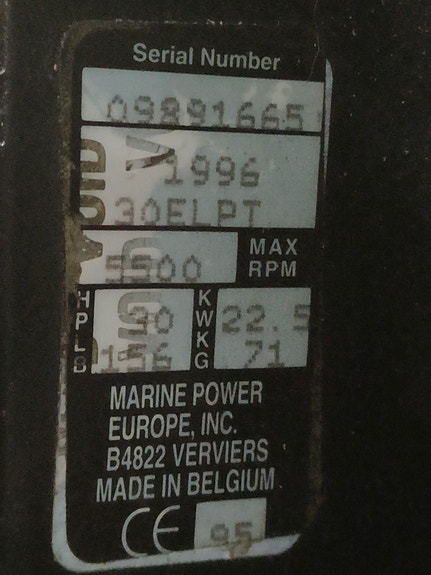 Serial Number
09891665
1996
30ELPT
5500 MAX RPM
HP 30 KW 22.5
LB 156 KG 71
MARINE POWER
EUROPE, INC.
B4822 VERVIERS
MADE IN BELGIUM
CE 95